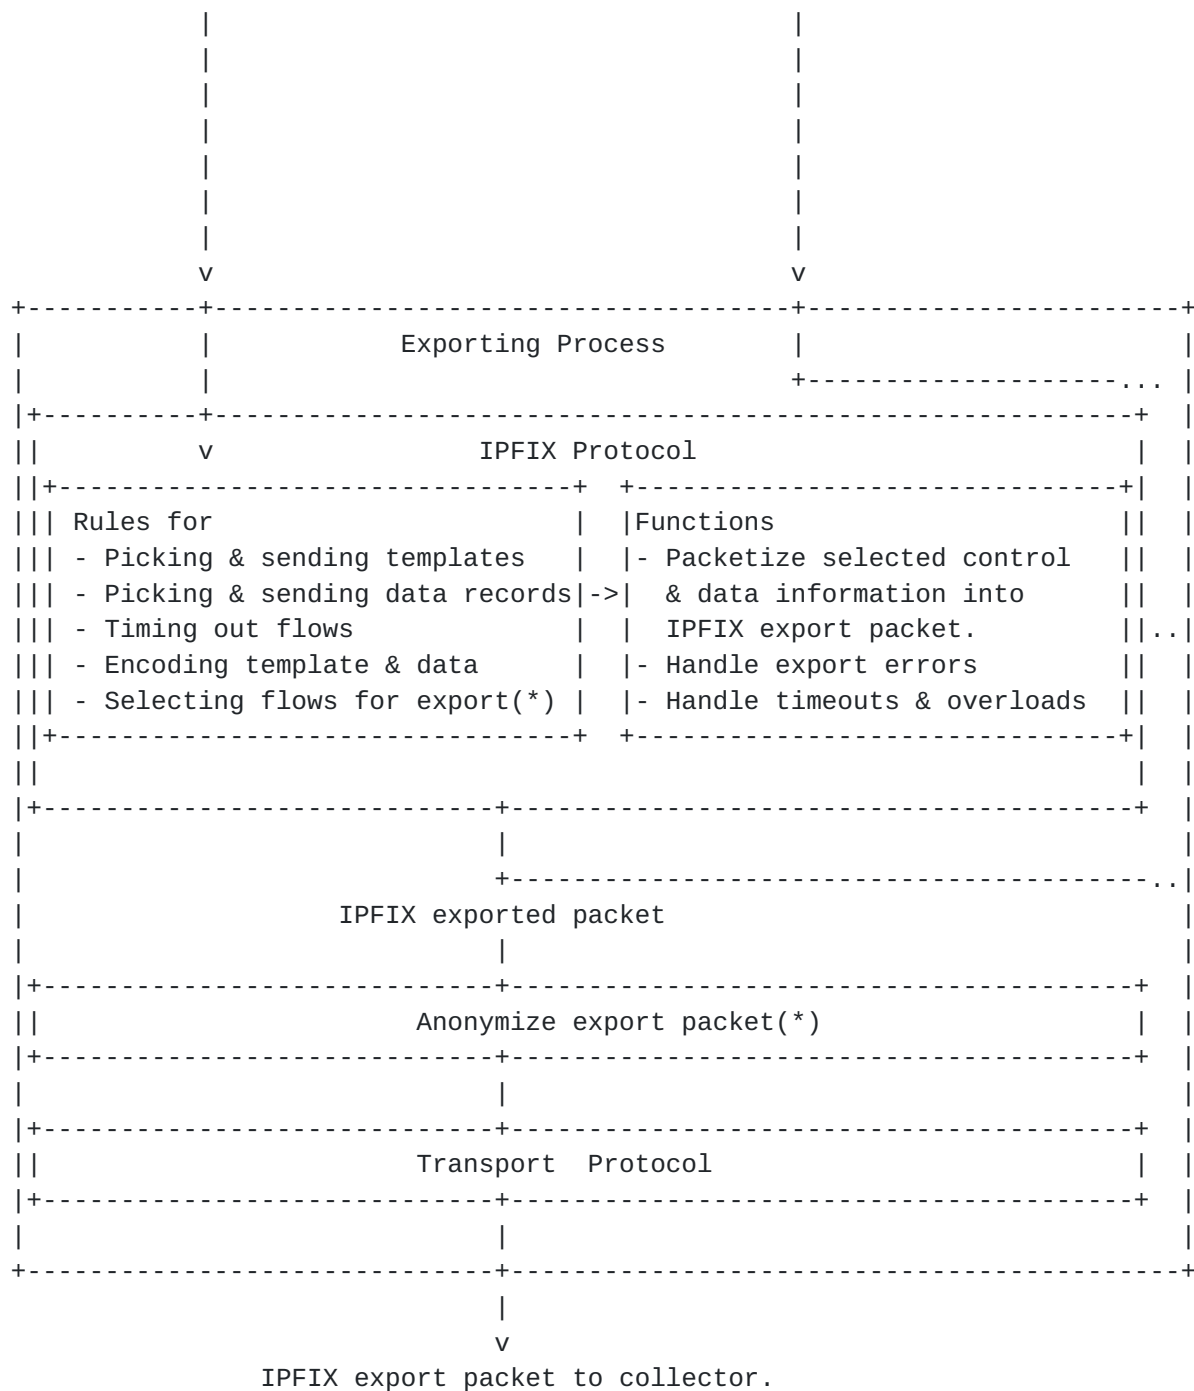 Exporting Process
IPFIX Protocol
Rules for
- Picking & sending templates
- Picking & sending data records
- Timing out flows
- Encoding template & data
- Selecting flows for export(*)
Functions
- Packetize selected control
& data information into
IPFIX export packet.
- Handle export errors
- Handle timeouts & overloads
IPFIX exported packet
Anonymize export packet(*)
Transport  Protocol
IPFIX export packet to collector.